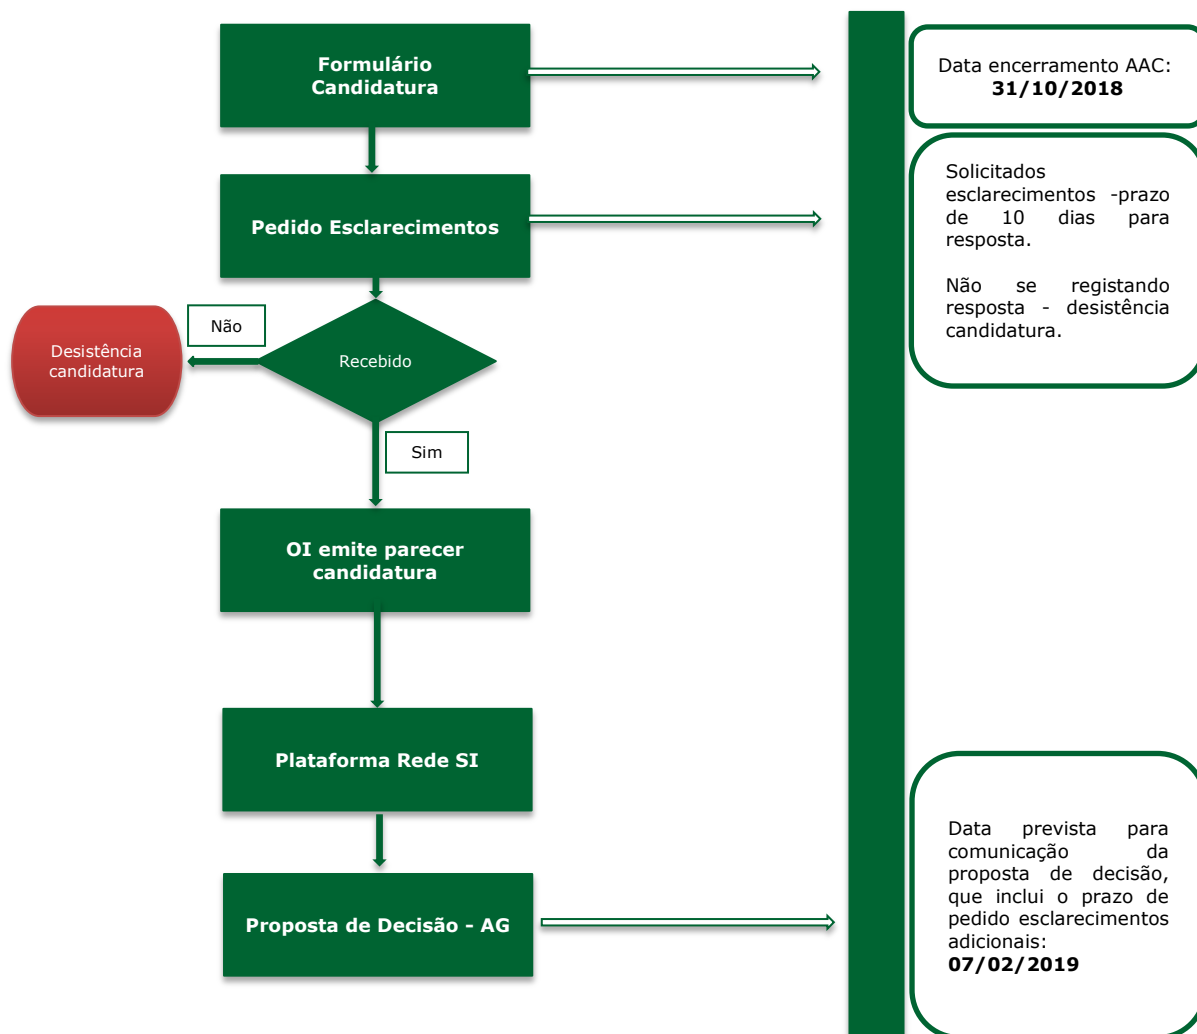 Formulário
Candidatura
Data encerramento AAC:
31/10/2018
Pedido Esclarecimentos
Solicitados
esclarecimentos -prazo
de 10 dias para
resposta.
Não se registando
resposta - desistência
candidatura.
Não
Desistência
candidatura
Recebido
Sim
OI emite parecer
candidatura
Plataforma Rede SI
Proposta de Decisão - AG
Data prevista para
comunicação da
proposta de decisão,
que inclui o prazo de
pedido esclarecimentos
adicionais:
07/02/2019